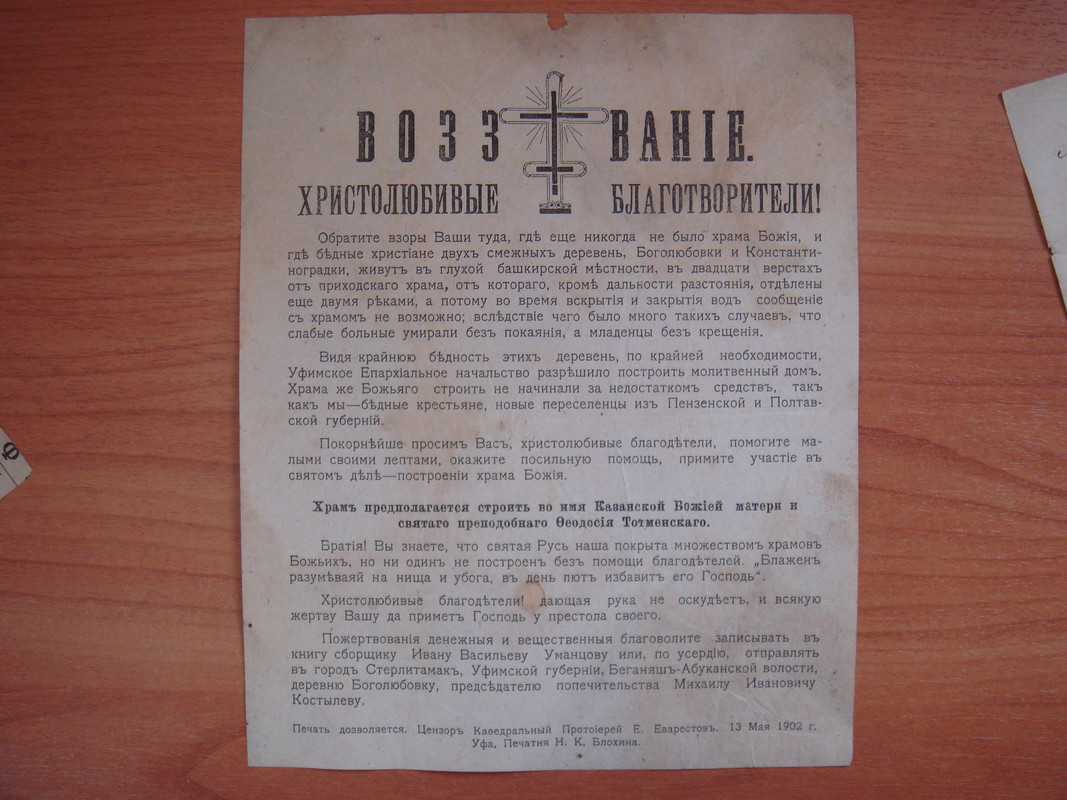 ВОЗЗВАНІЕ.
ХРИСТОЛЮБИВЫЕ БЛАГОТВОРИТЕЛИ!
Обратите взоры Ваши туда, гдѣ еще никогда не было храма Божія, и
гдѣ бѣдные христіане двухъ смежныхъ деревень, Боголюбовки и Константи-
ноградки, живутъ въ глухой башкирской мѣстности, въ двадцати верстахъ
отъ приходскаго храма, отъ котораго, кромѣ дальности разстоянія, отдѣлены
еще двумя рѣками, а потому во время вскрытія и закрытія водъ сообщеніе
съ храмомъ не возможно; вслѣдствіе чего было много такихъ случаевъ, что
слабые больные умирали безъ покаянія, а младенцы безъ крещенія.
Видя крайнюю бѣдность этихъ деревень, по крайней необходимости,
Уфимское Епархіальное начальство разрѣшило построить молитвенный домъ.
Храма же Божьяго строить не начинали за недостаткомъ средствъ, такъ
какъ мы—бѣдные крестьяне, новые переселенцы изъ Пензенской и Полтав-
ской губерній.
Покорнѣйше просимъ Васъ, христолюбивые благодѣтели, помогите ма-
лыми своими лептами, окажите посильную помощь, примите участіе въ
святомъ дѣлѣ—построеніи храма Божія.
Храмъ предполагается строить во имя Казанской Божіей матери и
святаго преподобнаго Ѳеодосія Тотменскаго.
Братія! Вы знаете, что святая Русь наша покрыта множествомъ храмовъ
Божьихъ, но ни одинъ не построенъ безъ помощи благодѣтелей. „Блаженъ
разумѣваяй на нища и убога, въ день лютъ избавитъ его Господь“.
Христолюбивые благодѣтели! дающая рука не оскудѣетъ, и всякую
жертву Вашу да приметъ Господь у престола своего.
Пожертвованія денежныя и вещественныя благоволите записывать въ
книгу сборщику Ивану Васильеву Уманцову или, по усердію, отправлять
въ городъ Стерлитамакъ, Уфимской губерніи, Беганяшъ-Абуканской волости,
деревню Боголюбовку, предсѣдателю попечительства Михаилу Ивановичу
Костылеву.
Печать дозволяется. Цензоръ Каѳедральный Протоіерей Е. Еварестовъ. 13 Мая 1902 г.
Уфа, Печатня Н. К. Блохина.
Ф